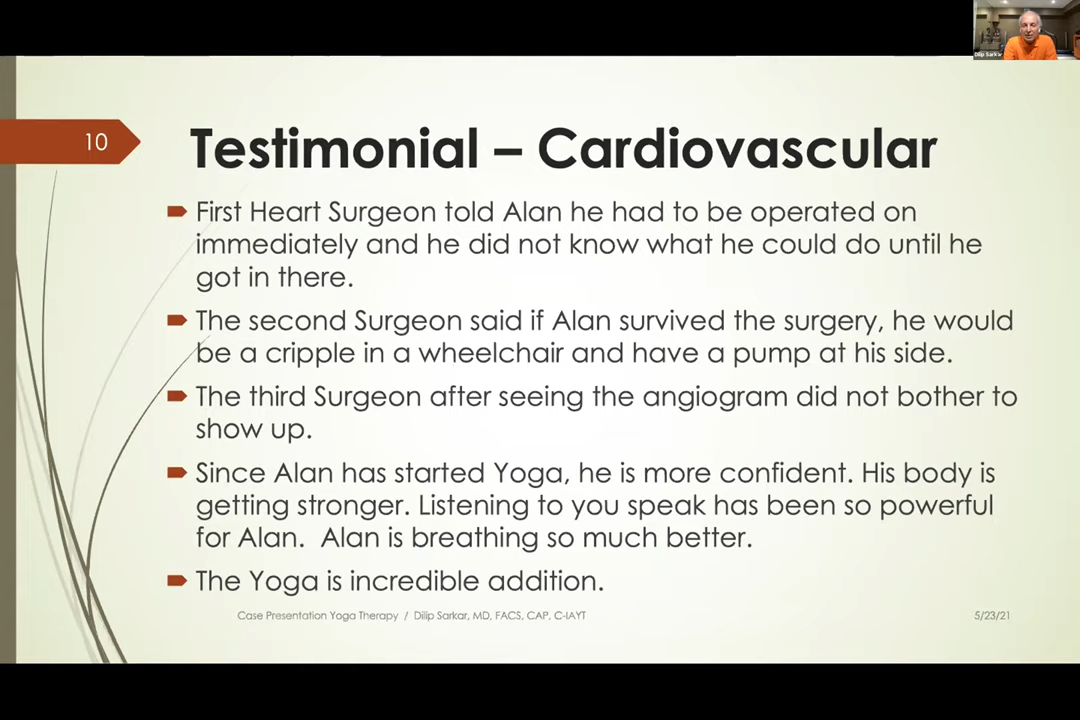 Dilip Sarkar
10
Testimonial – Cardiovascular
First Heart Surgeon told Alan he had to be operated on
immediately and he did not know what he could do until he
got in there.
The second Surgeon said if Alan survived the surgery, he would
be a cripple in a wheelchair and have a pump at his side.
The third Surgeon after seeing the angiogram did not bother to
show up.
Since Alan has started Yoga, he is more confident. His body is
getting stronger. Listening to you speak has been so powerful
for Alan.  Alan is breathing so much better.
The Yoga is incredible addition.
Case Presentation Yoga Therapy / Dilip Sarkar, MD, FACS, CAP, C-IAYT
5/23/21